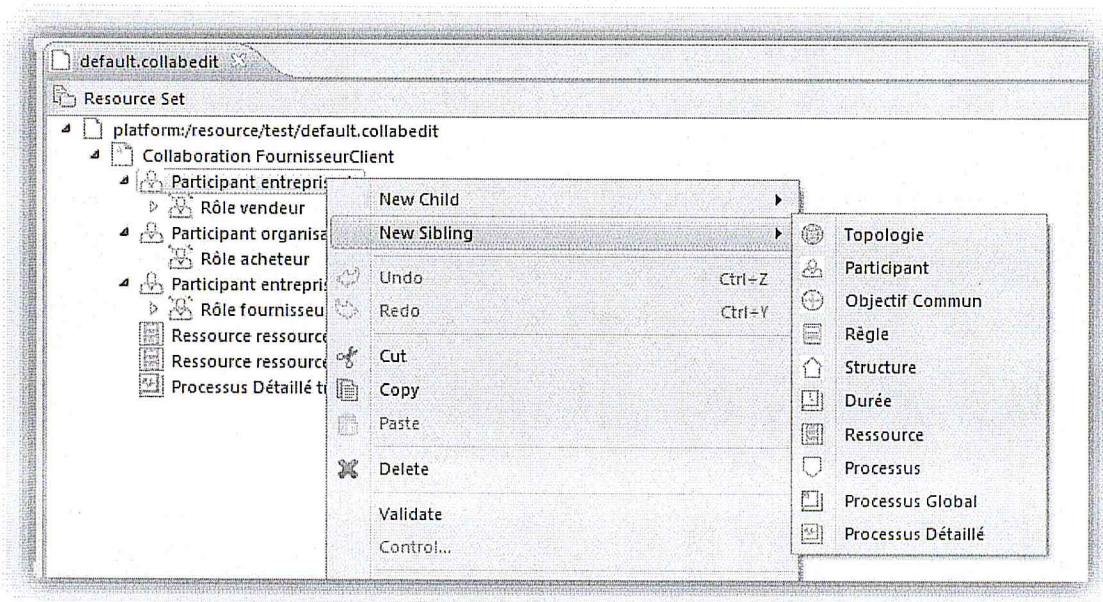 default.collabedit
Resource Set
platform:/resource/test/default.collabedit
Collaboration FournisseurClient
Participant entrepris
Rôle vendeur
Participant organisa
Rôle acheteur
Participant entrepris
Rôle fournisseu
Ressource ressource
Ressource ressource
Processus Détaillé t
New Child
New Sibling
Undo Ctrl+Z
Redo Ctrl+Y
Cut
Copy
Paste
Delete
Validate
Control...
Topologie
Participant
Objectif Commun
Règle
Structure
Durée
Ressource
Processus
Processus Global
Processus Détaillé